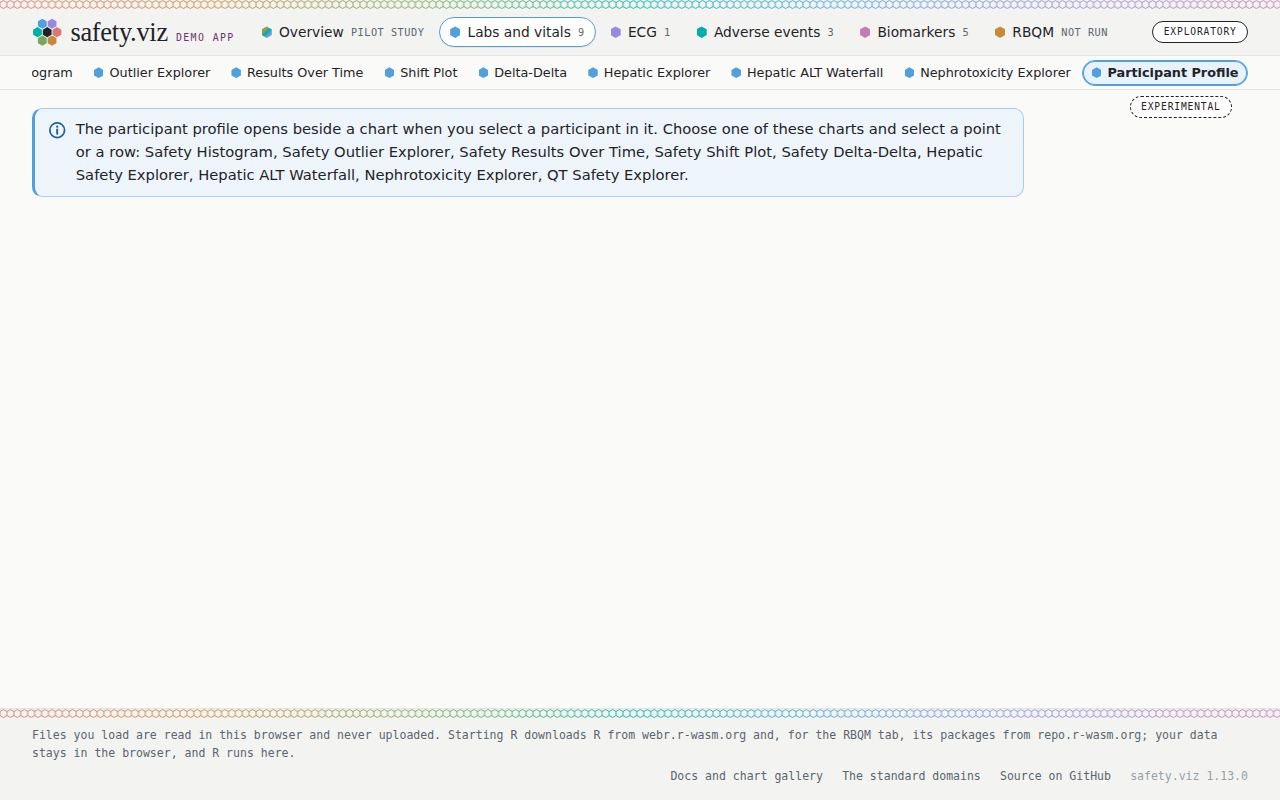 safety.viz DEMO APP
Overview PILOT STUDY
Labs and vitals 9
ECG 1
Adverse events 3
Biomarkers 5
RBQM NOT RUN
EXPLORATORY
ogram
Outlier Explorer
Results Over Time
Shift Plot
Delta-Delta
Hepatic Explorer
Hepatic ALT Waterfall
Nephrotoxicity Explorer
Participant Profile
EXPERIMENTAL
The participant profile opens beside a chart when you select a participant in it. Choose one of these charts and select a point
or a row: Safety Histogram, Safety Outlier Explorer, Safety Results Over Time, Safety Shift Plot, Safety Delta-Delta, Hepatic
Safety Explorer, Hepatic ALT Waterfall, Nephrotoxicity Explorer, QT Safety Explorer.
Files you load are read in this browser and never uploaded. Starting R downloads R from webr.r-wasm.org and, for the RBQM tab, its packages from repo.r-wasm.org; your data
stays in the browser, and R runs here.
Docs and chart gallery
The standard domains
Source on GitHub
safety.viz 1.13.0